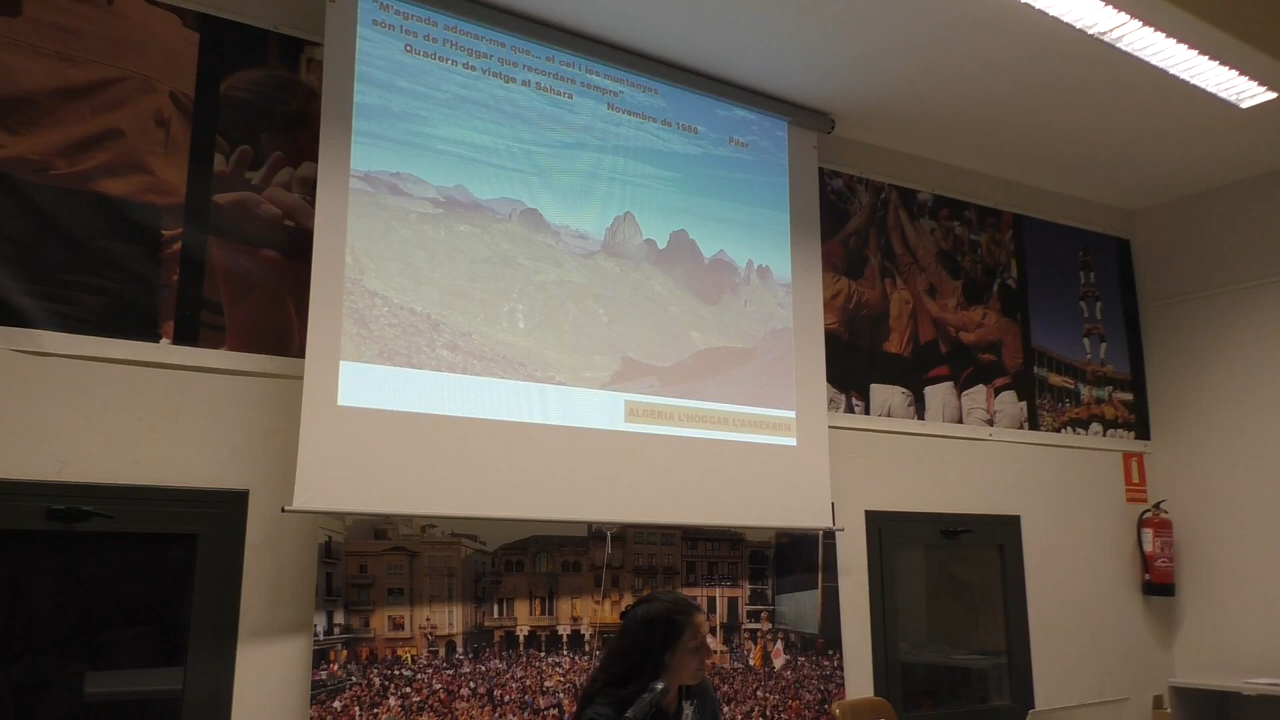 "M'agrada adonar-me que... el cel i les muntanyes
són les de l'Hoggar que recordaré sempre"
Quadern de viatge al Sàhara
Novembre de 1986
Pilar
ALGERIA L'HOGGAR L'ASSEKREM